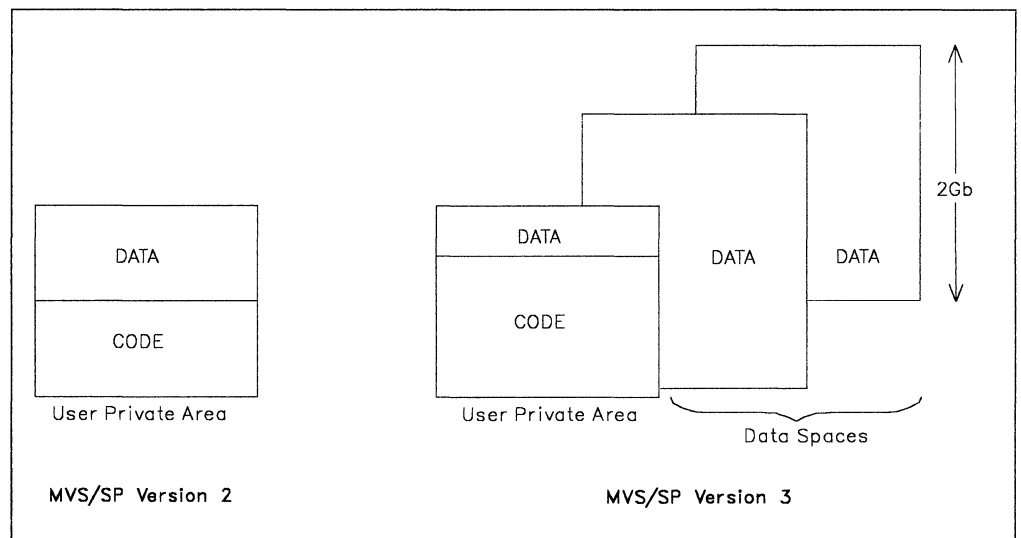 DATA
CODE
User Private Area
MVS/SP Version 2
DATA
CODE
User Private Area
DATA
DATA
2Gb
Data Spaces
MVS/SP Version 3